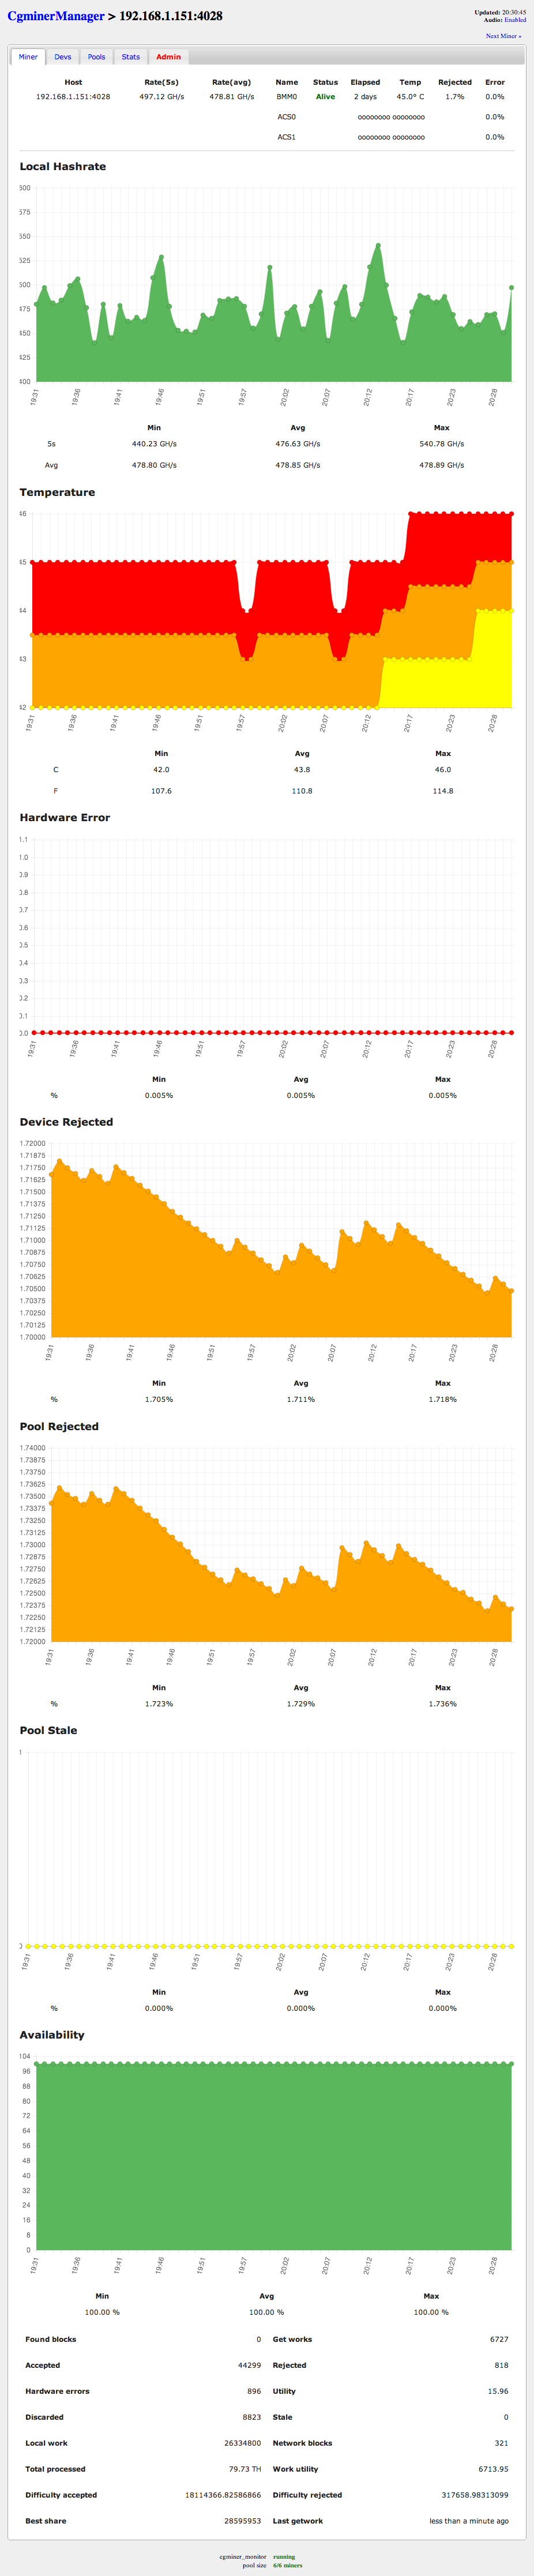 CgminerManager > 192.168.1.151:4028
Updated: 20:30:45
Audio: Enabled
Next Miner »
Miner Devs Pools Stats Admin
Host Rate(5s) Rate(avg) Name Status Elapsed Temp Rejected Error
192.168.1.151:4028 497.12 GH/s 478.81 GH/s BMM0 Alive 2 days 45.0° C 1.7% 0.0%
ACS0 oooooooo oooooooo 0.0%
ACS1 oooooooo oooooooo 0.0%
Local Hashrate
600
575
550
525
500
475
450
425
400
19:31 19:36 19:41 19:46 19:51 19:57 20:02 20:07 20:12 20:17 20:23 20:28
Min Avg Max
5s 440.23 GH/s 476.63 GH/s 540.78 GH/s
Avg 478.80 GH/s 478.85 GH/s 478.89 GH/s
Temperature
46
45
44
43
42
19:31 19:36 19:41 19:46 19:51 19:57 20:02 20:07 20:12 20:17 20:23 20:28
Min Avg Max
C 42.0 43.8 46.0
F 107.6 110.8 114.8
Hardware Error
1.1
1.0
0.9
0.8
0.7
0.6
0.5
0.4
0.3
0.2
0.1
0.0
19:31 19:36 19:41 19:46 19:51 19:57 20:02 20:07 20:12 20:17 20:23 20:28
Min Avg Max
% 0.005% 0.005% 0.005%
Device Rejected
1.72000
1.71875
1.71750
1.71625
1.71500
1.71375
1.71250
1.71125
1.71000
1.70875
1.70750
1.70625
1.70500
1.70375
1.70250
1.70125
1.70000
19:31 19:36 19:41 19:46 19:51 19:57 20:02 20:07 20:12 20:17 20:23 20:28
Min Avg Max
% 1.705% 1.711% 1.718%
Pool Rejected
1.74000
1.73875
1.73750
1.73625
1.73500
1.73375
1.73250
1.73125
1.73000
1.72875
1.72750
1.72625
1.72500
1.72375
1.72250
1.72125
1.72000
19:31 19:36 19:41 19:46 19:51 19:57 20:02 20:07 20:12 20:17 20:23 20:28
Min Avg Max
% 1.723% 1.729% 1.736%
Pool Stale
1
0
19:31 19:36 19:41 19:46 19:51 19:57 20:02 20:07 20:12 20:17 20:23 20:28
Min Avg Max
% 0.000% 0.000% 0.000%
Availability
104
96
88
80
72
64
56
48
40
32
24
16
8
0
19:31 19:36 19:41 19:46 19:51 19:57 20:02 20:07 20:12 20:17 20:23 20:28
Min Avg Max
100.00 % 100.00 % 100.00 %
Found blocks 0 Get works 6727
Accepted 44299 Rejected 818
Hardware errors 896 Utility 15.96
Discarded 8823 Stale 0
Local work 26334800 Network blocks 321
Total processed 79.73 TH Work utility 6713.95
Difficulty accepted 18114366.82586866 Difficulty rejected 317658.98313099
Best share 28595953 Last getwork less than a minute ago
cgminer_monitor running
pool size 6/6 miners